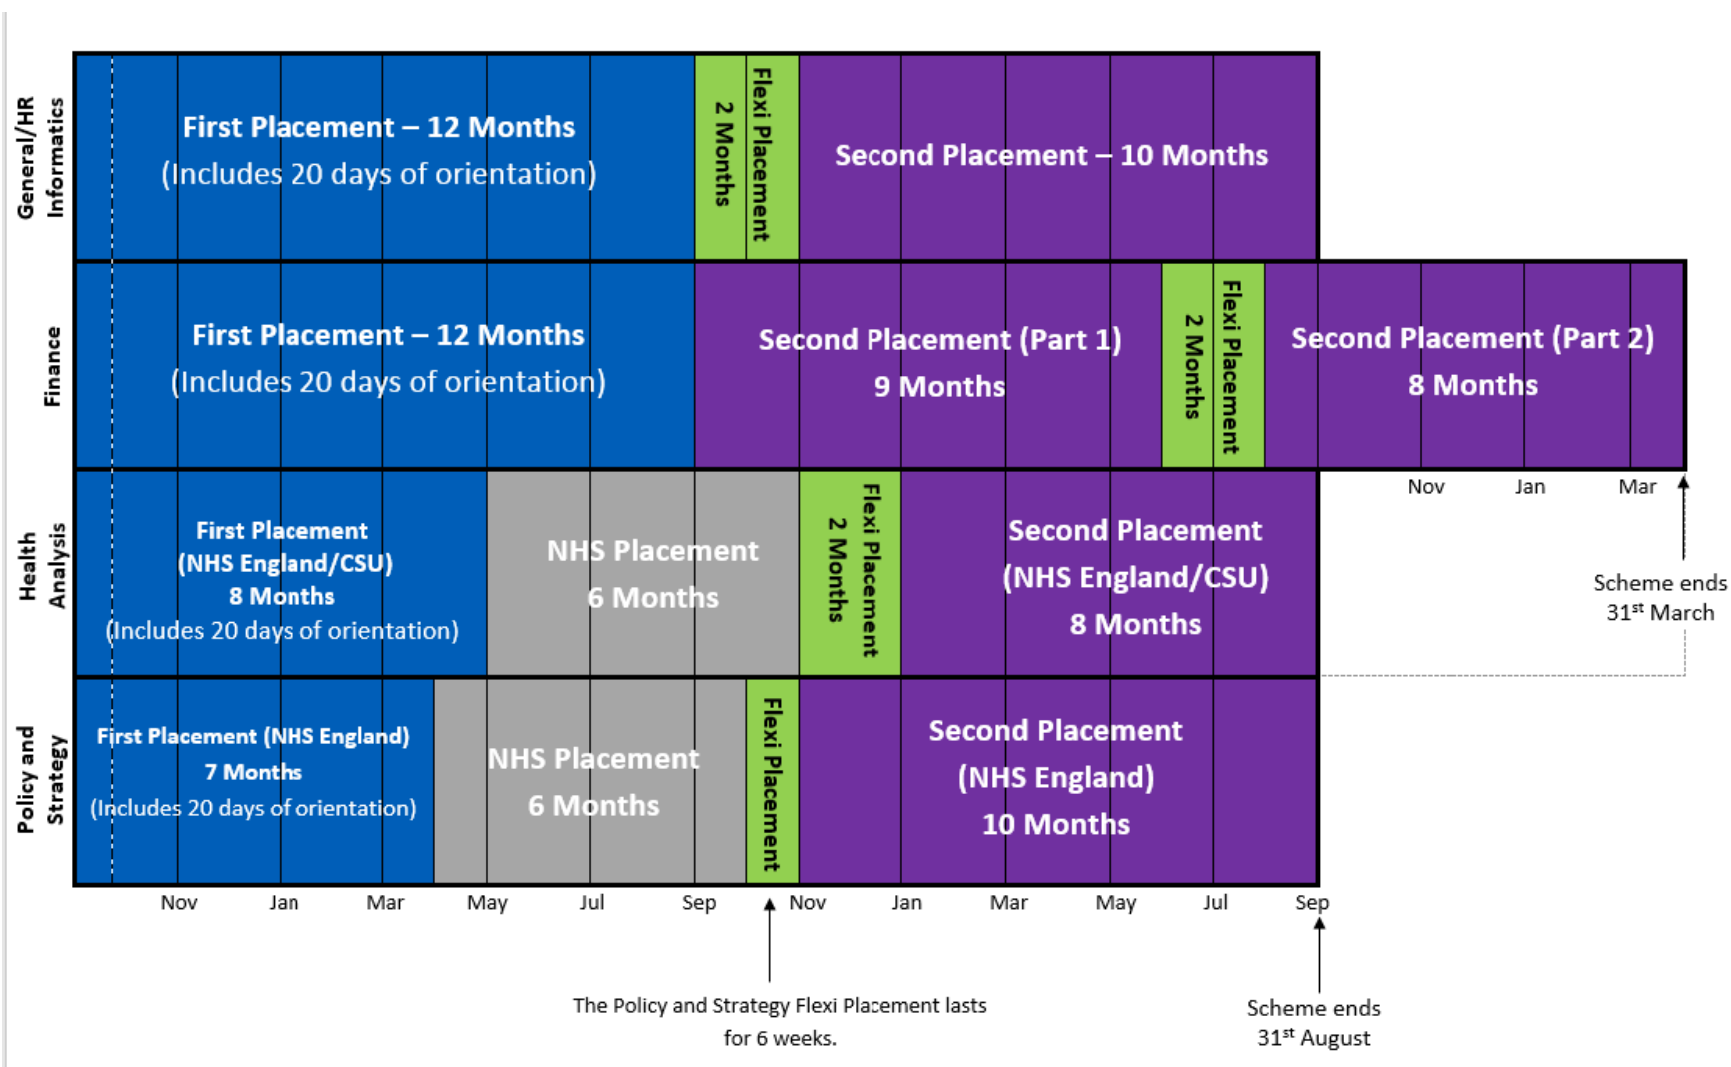 General/HR
Informatics
First Placement – 12 Months
(Includes 20 days of orientation)
Flexi Placement
2 Months
Second Placement – 10 Months
Finance
First Placement – 12 Months
(Includes 20 days of orientation)
Second Placement (Part 1)
9 Months
Flexi Placement
2 Months
Second Placement (Part 2)
8 Months
Nov Jan Mar
Health
Analysis
First Placement
(NHS England/CSU)
8 Months
(Includes 20 days of orientation)
NHS Placement
6 Months
Flexi Placement
2 Months
Second Placement
(NHS England/CSU)
8 Months
Scheme ends
31st March
Policy and
Strategy
First Placement (NHS England)
7 Months
(Includes 20 days of orientation)
NHS Placement
6 Months
Flexi Placement
Second Placement
(NHS England)
10 Months
Nov Jan Mar May Jul Sep Nov Jan Mar May Jul Sep
The Policy and Strategy Flexi Placement lasts
for 6 weeks.
Scheme ends
31st August